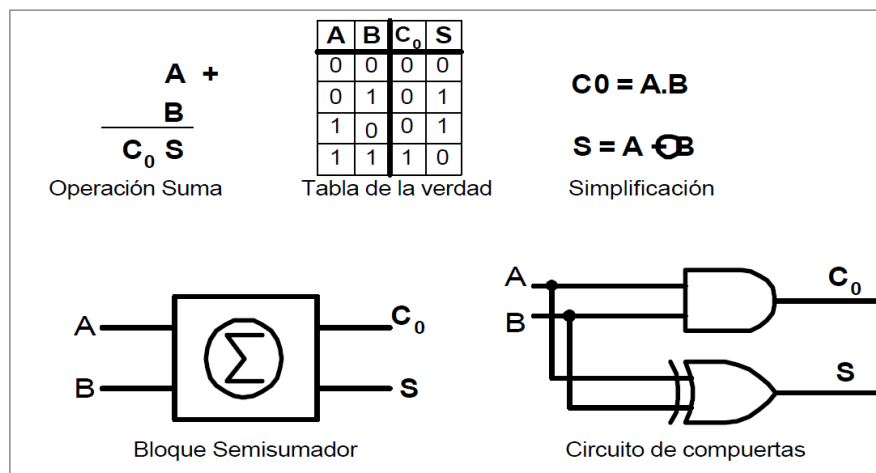 A +
B
C₀ S
Operación Suma
A B C₀ S
0 0 0 0
0 1 0 1
1 0 0 1
1 1 1 0
Tabla de la verdad
C0 = A.B
S = A ⊕ B
Simplificación
A
B
Σ
C₀
S
Bloque Semisumador
A
B
C₀
S
Circuito de compuertas